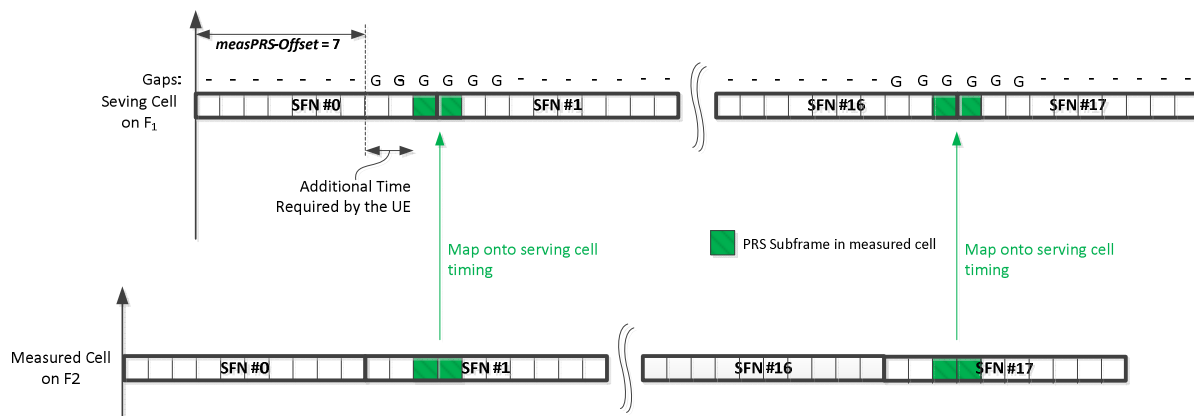 measPRS-Offset = 7
Gaps: - - - - - - - G G G G G G - - - - - - - - - - - - - - G G G G G G - - - - - - -
Seving Cell
on F1
SFN #0
SFN #1
SFN #16
SFN #17
Additional Time
Required by the UE
Map onto serving cell
timing
PRS Subframe in measured cell
Map onto serving cell
timing
Measured Cell
on F2
SFN #0
SFN #1
SFN #16
SFN #17